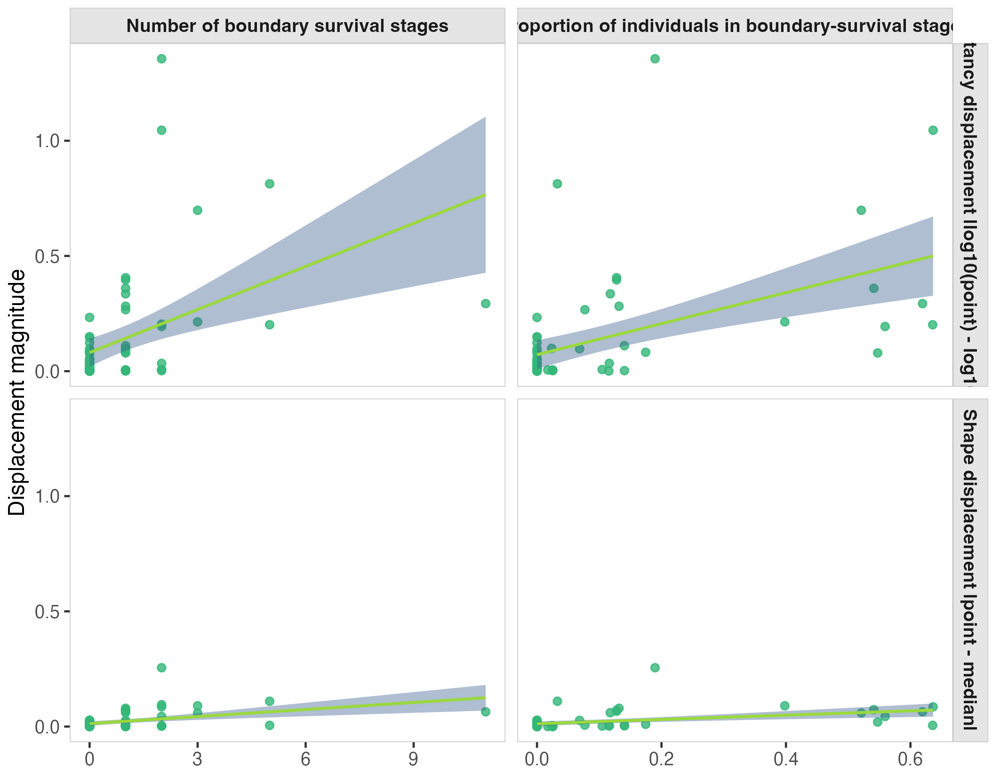 Number of boundary survival stages
roportion of individuals in boundary-survival stage
tancy displacement |log10(point) - log1
Displacement magnitude
1.0
0.5
0.0
Shape displacement |point - median|
1.0
0.5
0.0
0 3 6 9
0.0 0.2 0.4 0.6